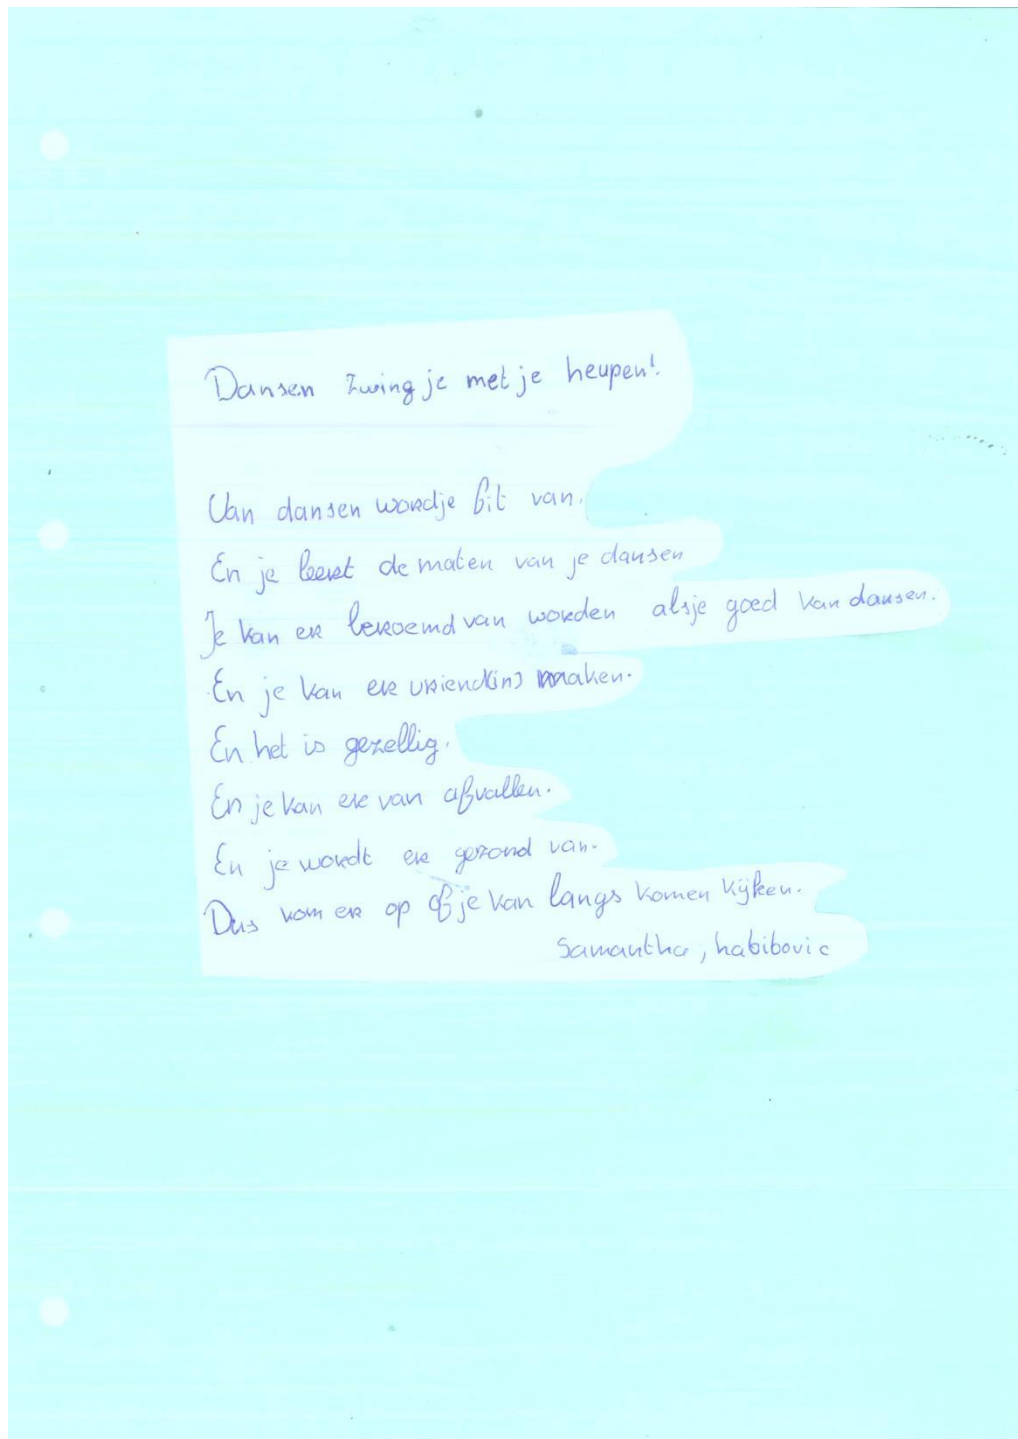 Dansen zwing je met je heupen!
Van dansen wordje fit van.
En je leert de maten van je dansen
Je kan er beroemd van worden alsje goed kan dansen.
En je kan er maken.
En het is gezellig.
En je kan er van afvallen.
En je wordt er gezond van.
Dus kom er op of je kan langs komen kijken.
Samantha, habibovic